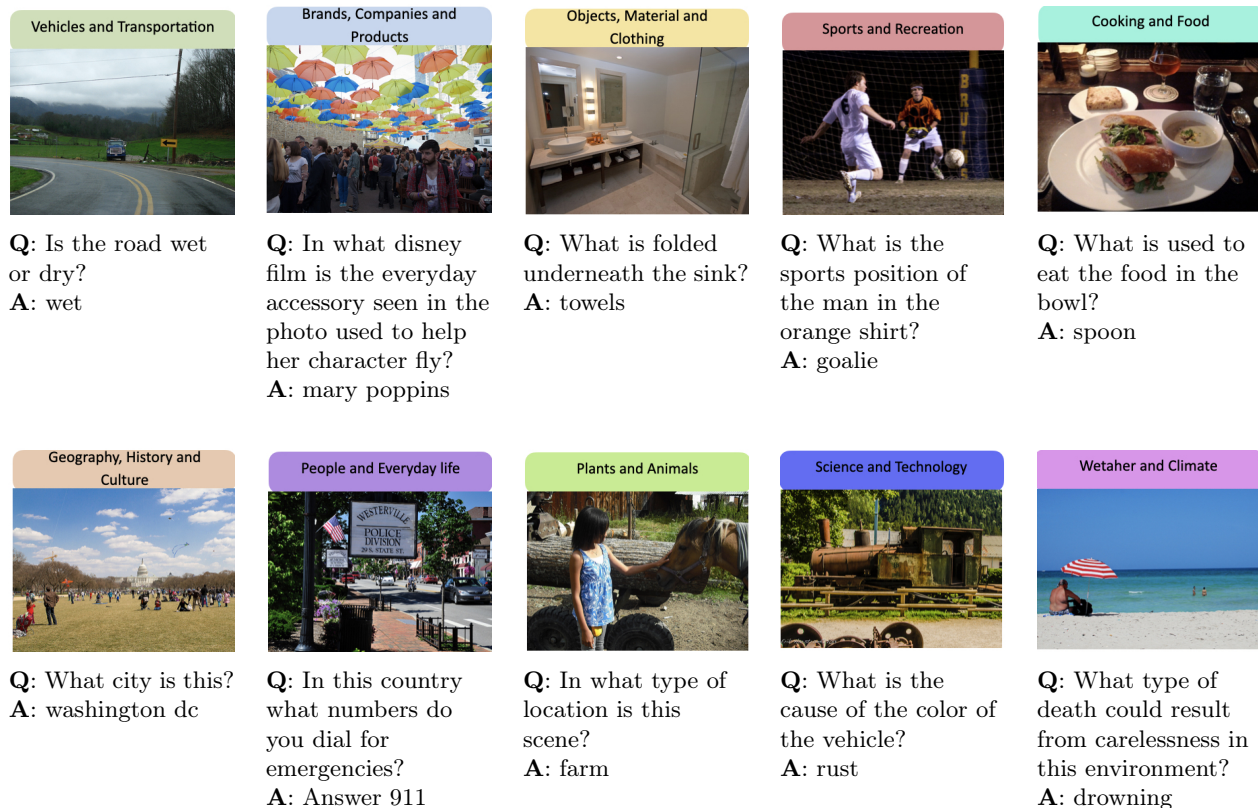 Vehicles and Transportation
Brands, Companies and
Products
Objects, Material and
Clothing
Sports and Recreation
Cooking and Food
BRUI
6
Q: Is the road wet
or dry?
A: wet
Q: In what disney
film is the everyday
accessory seen in the
photo used to help
her character fly?
A: mary poppins
Q: What is folded
underneath the sink?
A: towels
Q: What is the
sports position of
the man in the
orange shirt?
A: goalie
Q: What is used to
eat the food in the
bowl?
A: spoon
Geography, History and
Culture
People and Everyday life
Plants and Animals
Science and Technology
Wetaher and Climate
WESTERVILLE
POLICE
DIVISION
29 S. STATE ST.
Q: What city is this?
A: washington dc
Q: In this country
what numbers do
you dial for
emergencies?
A: Answer 911
Q: In what type of
location is this
scene?
A: farm
Q: What is the
cause of the color of
the vehicle?
A: rust
Q: What type of
death could result
from carelessness in
this environment?
A: drowning